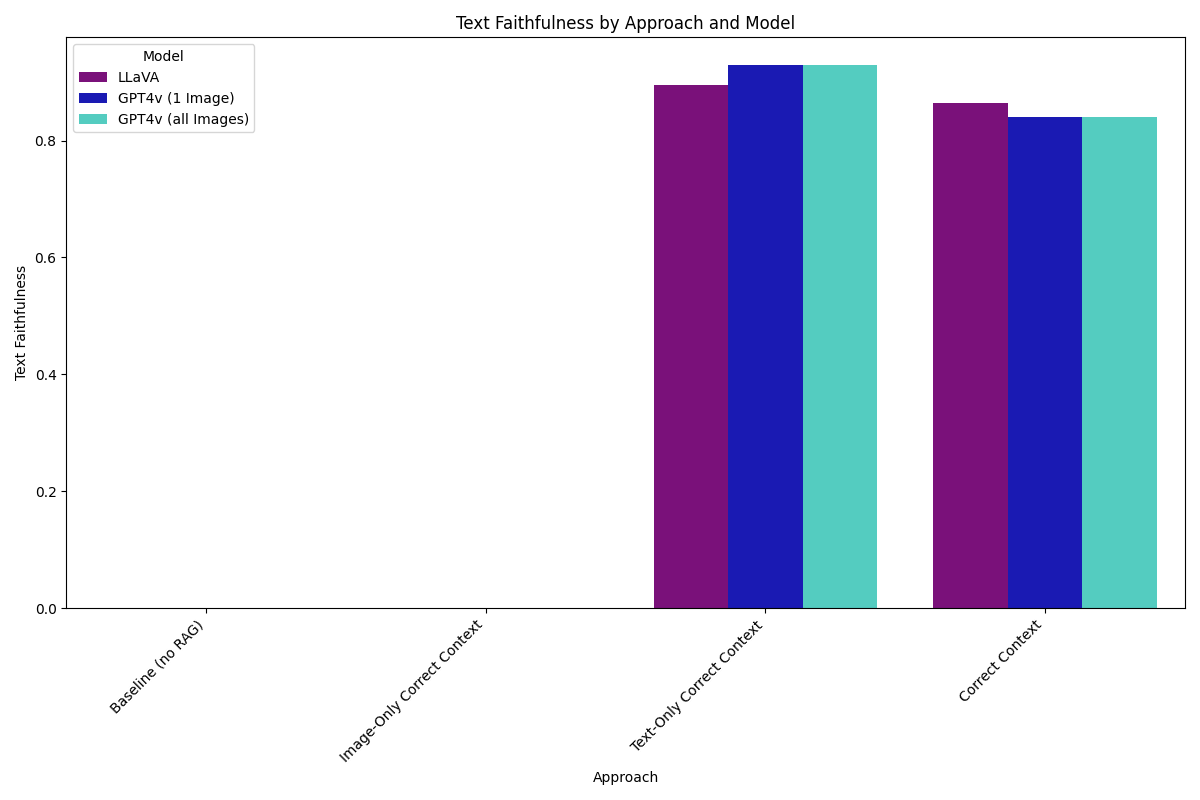 Text Faithfulness by Approach and Model
Model
LLaVA
GPT4v (1 Image)
GPT4v (all Images)
Text Faithfulness
0.8
0.6
0.4
0.2
0.0
Baseline (no RAG)
Image-Only Correct Context
Text-Only Correct Context
Correct Context
Approach